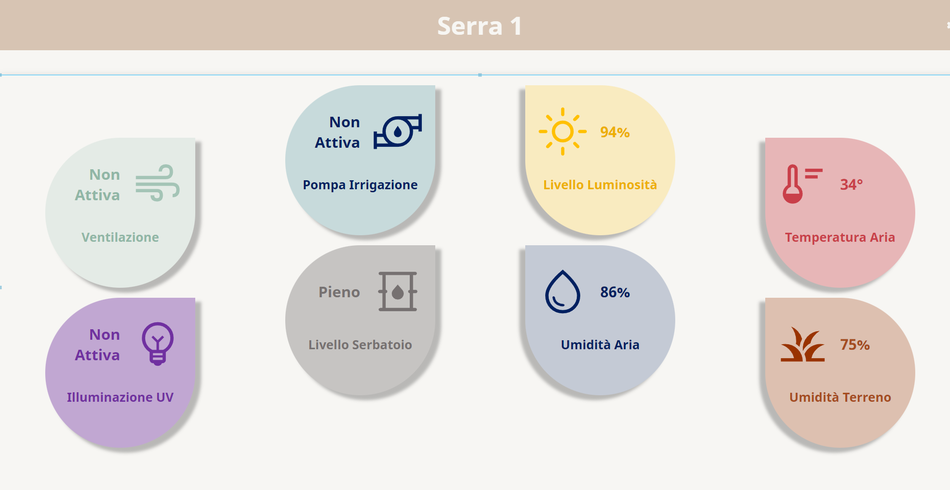 Serra 1
Non
Attiva
Ventilazione
Non
Attiva
Pompa Irrigazione
94%
Livello Luminosità
34°
Temperatura Aria
Non
Attiva
Illuminazione UV
Pieno
Livello Serbatoio
86%
Umidità Aria
75%
Umidità Terreno